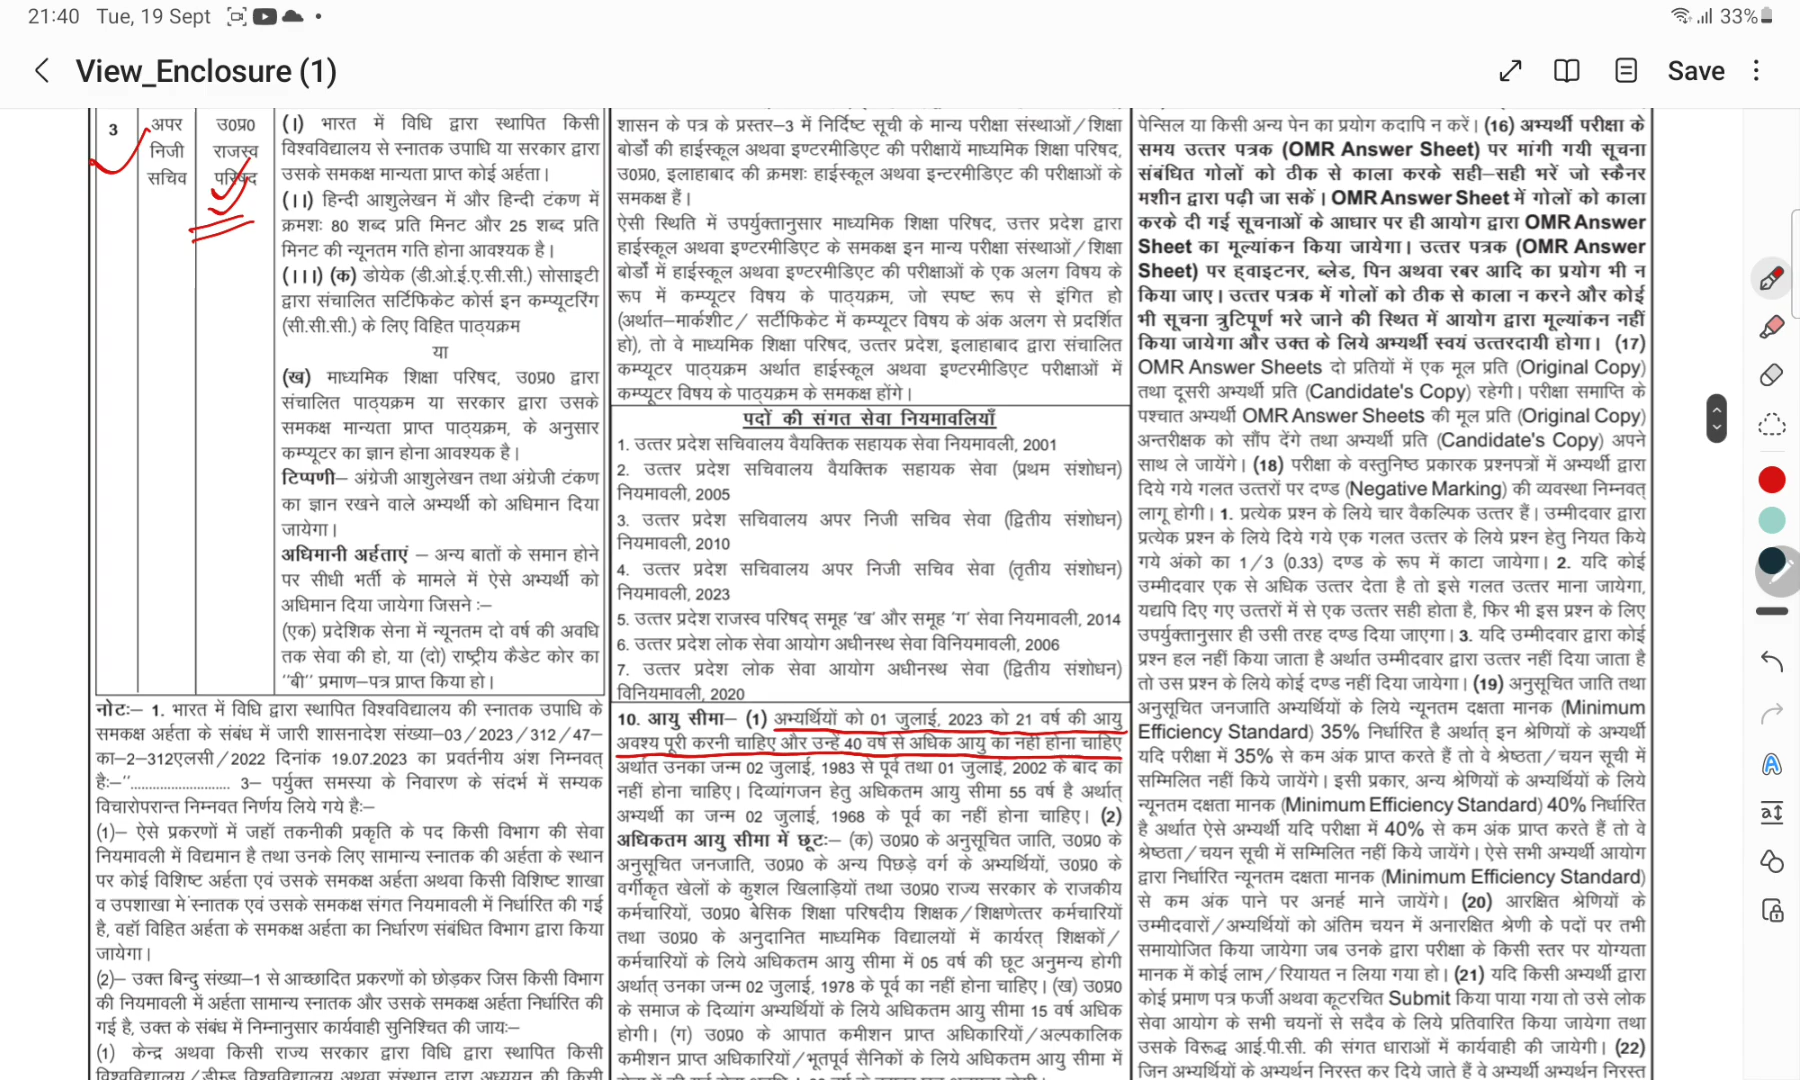 21:40 Tue, 19 Sept
33%
View_Enclosure (1)
Save
3
अपर
निजी
सचिव
उ0प्र0
राजस्व
परिषद
(I) भारत में विधि द्वारा स्थापित किसी
विश्वविद्यालय से स्नातक उपाधि या सरकार द्वारा
उसके समकक्ष मान्यता प्राप्त कोई अर्हता।
(II) हिन्दी आशुलेखन में और हिन्दी टंकण में
क्रमशः 80 शब्द प्रति मिनट और 25 शब्द प्रति
मिनट की न्यूनतम गति होना आवश्यक है।
(III) (क) डोयेक (डी.ओ.ई.ए.सी.सी.) सोसाइटी
द्वारा संचालित सर्टिफिकेट कोर्स इन कम्प्यूटरिंग
(सी.सी.सी.) के लिए विहित पाठ्यक्रम
या
(ख) माध्यमिक शिक्षा परिषद, उ0प्र0 द्वारा
संचालित पाठ्यक्रम या सरकार द्वारा उसके
समकक्ष मान्यता प्राप्त पाठ्यक्रम, के अनुसार
कम्प्यूटर का ज्ञान होना आवश्यक है।
टिप्पणी– अंग्रेजी आशुलेखन तथा अंग्रेजी टंकण
का ज्ञान रखने वाले अभ्यर्थी को अधिमान दिया
जायेगा।
अधिमानी अर्हताएं – अन्य बातों के समान होने
पर सीधी भर्ती के मामले में ऐसे अभ्यर्थी को
अधिमान दिया जायेगा जिसने :–
(एक) प्रदेशिक सेना में न्यूनतम दो वर्ष की अवधि
तक सेवा की हो, या (दो) राष्ट्रीय कैडेट कोर का
"बी" प्रमाण–पत्र प्राप्त किया हो।
नोटः– 1. भारत में विधि द्वारा स्थापित विश्वविद्यालय की स्नातक उपाधि के
समकक्ष अर्हता के संबंध में जारी शासनादेश संख्या–03/2023/312/47–
का–2–312एलसी/2022 दिनांक 19.07.2023 का प्रवर्तनीय अंश निम्नवत्
है:–".......................... 3– पर्युक्त समस्या के निवारण के संदर्भ में सम्यक
विचारोपरान्त निम्नवत निर्णय लिये गये है:–
(1)– ऐसे प्रकरणों में जहाँ तकनीकी प्रकृति के पद किसी विभाग की सेवा
नियमावली में विद्यमान है तथा उनके लिए सामान्य स्नातक की अर्हता के स्थान
पर कोई विशिष्ट अर्हता एवं उसके समकक्ष अर्हता अथवा किसी विशिष्ट शाखा
व उपशाखा में स्नातक एवं उसके समकक्ष संगत नियमावली में निर्धारित की गई
है, वहाँ विहित अर्हता के समकक्ष अर्हता का निर्धारण संबंधित विभाग द्वारा किया
जायेगा।
(2)– उक्त बिन्दु संख्या–1 से आच्छादित प्रकरणों को छोड़कर जिस किसी विभाग
की नियमावली में अर्हता सामान्य स्नातक और उसके समकक्ष अर्हता निर्धारित की
गई है, उक्त के संबंध में निम्नानुसार कार्यवाही सुनिश्चित की जाय:–
(1) केन्द्र अथवा किसी राज्य सरकार द्वारा विधि द्वारा स्थापित किसी
विश्वविद्यालय/डीम्ड विश्वविद्यालय अथवा संस्थान द्वारा अध्ययन की किसी
शासन के पत्र के प्रस्तर–3 में निर्दिष्ट सूची के मान्य परीक्षा संस्थाओं/शिक्षा
बोर्डों की हाईस्कूल अथवा इण्टरमीडिएट की परीक्षायें माध्यमिक शिक्षा परिषद,
उ0प्र0, इलाहाबाद की क्रमशः हाईस्कूल अथवा इन्टरमीडिएट की परीक्षाओं के
समकक्ष हैं।
ऐसी स्थिति में उपर्युक्तानुसार माध्यमिक शिक्षा परिषद, उत्तर प्रदेश द्वारा
हाईस्कूल अथवा इण्टरमीडिएट के समकक्ष इन मान्य परीक्षा संस्थाओं/शिक्षा
बोर्डों में हाईस्कूल अथवा इण्टरमीडिएट की परीक्षाओं के एक अलग विषय के
रूप में कम्प्यूटर विषय के पाठ्यक्रम, जो स्पष्ट रूप से इंगित हो
(अर्थात–मार्कशीट/ सर्टीफिकेट में कम्प्यूटर विषय के अंक अलग से प्रदर्शित
हो), तो वे माध्यमिक शिक्षा परिषद, उत्तर प्रदेश, इलाहाबाद द्वारा संचालित
कम्प्यूटर पाठ्यक्रम अर्थात हाईस्कूल अथवा इण्टरमीडिएट परीक्षाओं में
कम्प्यूटर विषय के पाठ्यक्रम के समकक्ष होंगे।
पदों की संगत सेवा नियमावलियाँ
1. उत्तर प्रदेश सचिवालय वैयक्तिक सहायक सेवा नियमावली, 2001
2. उत्तर प्रदेश सचिवालय वैयक्तिक सहायक सेवा (प्रथम संशोधन)
नियमावली, 2005
3. उत्तर प्रदेश सचिवालय अपर निजी सचिव सेवा (द्वितीय संशोधन)
नियमावली, 2010
4. उत्तर प्रदेश सचिवालय अपर निजी सचिव सेवा (तृतीय संशोधन)
नियमावली, 2023
5. उत्तर प्रदेश राजस्व परिषद् समूह 'ख' और समूह 'ग' सेवा नियमावली, 2014
6. उत्तर प्रदेश लोक सेवा आयोग अधीनस्थ सेवा विनियमावली, 2006
7. उत्तर प्रदेश लोक सेवा आयोग अधीनस्थ सेवा (द्वितीय संशोधन)
विनियमावली, 2020
10. आयु सीमा– (1) अभ्यर्थियों को 01 जुलाई, 2023 को 21 वर्ष की आयु
अवश्य पूरी करनी चाहिए और उन्हें 40 वर्ष से अधिक आयु का नहीं होना चाहिए
अर्थात उनका जन्म 02 जुलाई, 1983 से पूर्व तथा 01 जुलाई, 2002 के बाद का
नहीं होना चाहिए। दिव्यांगजन हेतु अधिकतम आयु सीमा 55 वर्ष है अर्थात्
अभ्यर्थी का जन्म 02 जुलाई, 1968 के पूर्व का नहीं होना चाहिए। (2)
अधिकतम आयु सीमा में छूटः– (क) उ0प्र0 के अनुसूचित जाति, उ0प्र0 के
अनुसूचित जनजाति, उ0प्र0 के अन्य पिछड़े वर्ग के अभ्यर्थियों, उ0प्र0 के
वर्गीकृत खेलों के कुशल खिलाड़ियों तथा उ0प्र0 राज्य सरकार के राजकीय
कर्मचारियों, उ0प्र0 बेसिक शिक्षा परिषदीय शिक्षक/शिक्षणेत्तर कर्मचारियों
तथा उ0प्र0 के अनुदानित माध्यमिक विद्यालयों में कार्यरत् शिक्षकों/
कर्मचारियों के लिये अधिकतम आयु सीमा में 05 वर्ष की छूट अनुमन्य होगी
अर्थात् उनका जन्म 02 जुलाई, 1978 के पूर्व का नहीं होना चाहिए। (ख) उ0प्र0
के समाज के दिव्यांग अभ्यर्थियों के लिये अधिकतम आयु सीमा 15 वर्ष अधिक
होगी। (ग) उ0प्र0 के आपात कमीशन प्राप्त अधिकारियों/अल्पकालिक
कमीशन प्राप्त अधिकारियों/भूतपूर्व सैनिकों के लिये अधिकतम आयु सीमा में
पेन्सिल या किसी अन्य पेन का प्रयोग कदापि न करें। (16) अभ्यर्थी परीक्षा के
समय उत्तर पत्रक (OMR Answer Sheet) पर मांगी गयी सूचना
संबंधित गोलों को ठीक से काला करके सही–सही भरें जो स्कैनर
मशीन द्वारा पढ़ी जा सकें। OMR Answer Sheet में गोलों को काला
करके दी गई सूचनाओं के आधार पर ही आयोग द्वारा OMR Answer
Sheet का मूल्यांकन किया जायेगा। उत्तर पत्रक (OMR Answer
Sheet) पर ह्वाइटनर, ब्लेड, पिन अथवा रबर आदि का प्रयोग भी न
किया जाए। उत्तर पत्रक में गोलों को ठीक से काला न करने और कोई
भी सूचना त्रुटिपूर्ण भरे जाने की स्थित में आयोग द्वारा मूल्यांकन नहीं
किया जायेगा और उक्त के लिये अभ्यर्थी स्वयं उत्तरदायी होगा। (17)
OMR Answer Sheets दो प्रतियों में एक मूल प्रति (Original Copy)
तथा दूसरी अभ्यर्थी प्रति (Candidate's Copy) रहेगी। परीक्षा समाप्ति के
पश्चात अभ्यर्थी OMR Answer Sheets की मूल प्रति (Original Copy)
अन्तरीक्षक को सौंप देंगे तथा अभ्यर्थी प्रति (Candidate's Copy) अपने
साथ ले जायेंगे। (18) परीक्षा के वस्तुनिष्ठ प्रकारक प्रश्नपत्रों में अभ्यर्थी द्वारा
दिये गये गलत उत्तरों पर दण्ड (Negative Marking) की व्यवस्था निम्नवत्
लागू होगी। 1. प्रत्येक प्रश्न के लिये चार वैकल्पिक उत्तर हैं। उम्मीदवार द्वारा
प्रत्येक प्रश्न के लिये दिये गये एक गलत उत्तर के लिये प्रश्न हेतु नियत किये
गये अंको का 1/3 (0.33) दण्ड के रूप में काटा जायेगा। 2. यदि कोई
उम्मीदवार एक से अधिक उत्तर देता है तो इसे गलत उत्तर माना जायेगा,
यद्यपि दिए गए उत्तरों में से एक उत्तर सही होता है, फिर भी इस प्रश्न के लिए
उपर्युक्तानुसार ही उसी तरह दण्ड दिया जाएगा। 3. यदि उम्मीदवार द्वारा कोई
प्रश्न हल नहीं किया जाता है अर्थात उम्मीदवार द्वारा उत्तर नहीं दिया जाता है
तो उस प्रश्न के लिये कोई दण्ड नहीं दिया जायेगा। (19) अनुसूचित जाति तथा
अनुसूचित जनजाति अभ्यर्थियों के लिये न्यूनतम दक्षता मानक (Minimum
Efficiency Standard) 35% निर्धारित है अर्थात इन श्रेणियों के अभ्यर्थी
यदि परीक्षा में 35% से कम अंक प्राप्त करते हैं तो वे श्रेष्ठता/चयन सूची में
सम्मिलित नहीं किये जायेंगे। इसी प्रकार, अन्य श्रेणियों के अभ्यर्थियों के लिये
न्यूनतम दक्षता मानक (Minimum Efficiency Standard) 40% निर्धारित
है अर्थात ऐसे अभ्यर्थी यदि परीक्षा में 40% से कम अंक प्राप्त करते हैं तो वे
श्रेष्ठता/चयन सूची में सम्मिलित नहीं किये जायेंगे। ऐसे सभी अभ्यर्थी आयोग
द्वारा निर्धारित न्यूनतम दक्षता मानक (Minimum Efficiency Standard)
से कम अंक पाने पर अनर्ह माने जायेंगे। (20) आरक्षित श्रेणियों के
उम्मीदवारों/अभ्यर्थियों को अंतिम चयन में अनारक्षित श्रेणी के पदों पर तभी
समायोजित किया जायेगा जब उनके द्वारा परीक्षा के किसी स्तर पर योग्यता
मानक में कोई लाभ/रियायत न लिया गया हो। (21) यदि किसी अभ्यर्थी द्वारा
कोई प्रमाण पत्र फर्जी अथवा कूटरचित Submit किया पाया गया तो उसे लोक
सेवा आयोग के सभी चयनों से सदैव के लिये प्रतिवारित किया जायेगा तथा
उसके विरूद्ध आई.पी.सी. की संगत धाराओं में कार्यवाही की जायेगी। (22)
जिन अभ्यर्थियों के अभ्यर्थन निरस्त कर दिये जाते हैं वे अभ्यर्थी अभ्यर्थन निरस्त